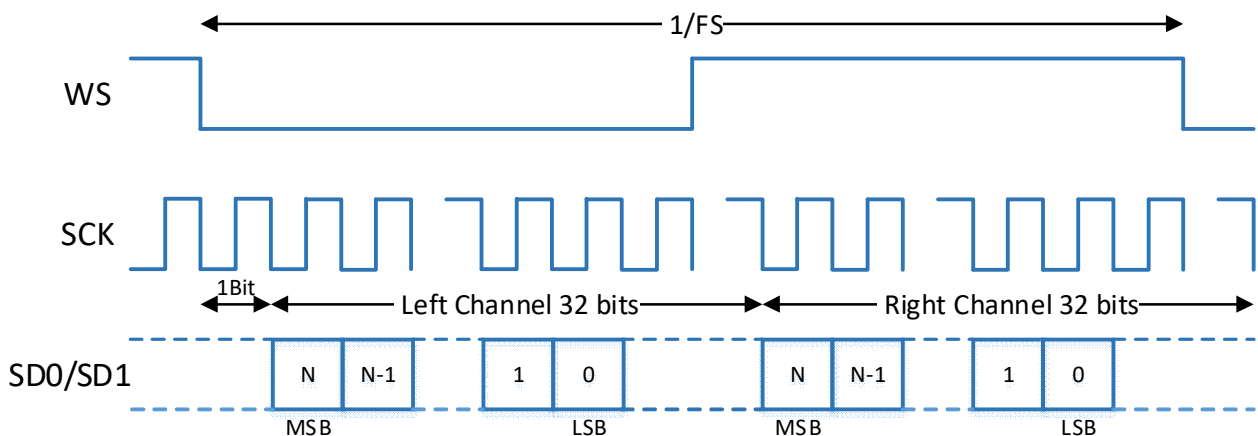 1/FS
WS
SCK
1Bit
Left Channel 32 bits
Right Channel 32 bits
SD0/SD1
N N-1 1 0 N N-1 1 0
MSB LSB MSB LSB